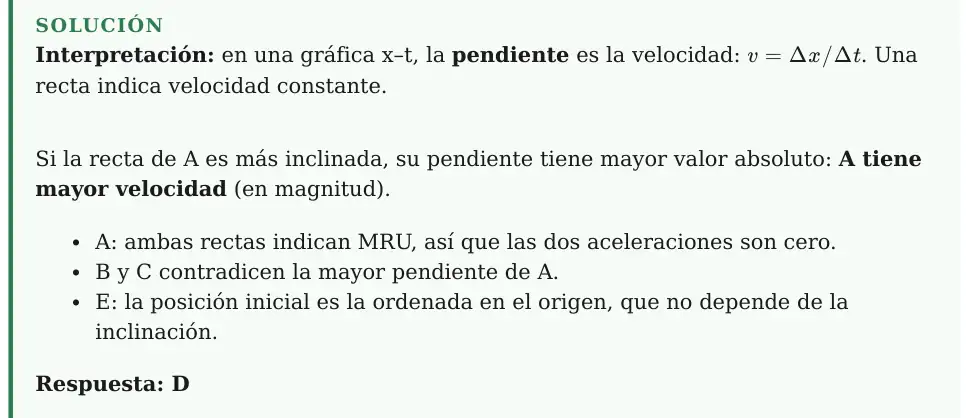 SOLUCIÓN
Interpretación: en una gráfica x–t, la pendiente es la velocidad: v = Δx/Δt. Una
recta indica velocidad constante.
Si la recta de A es más inclinada, su pendiente tiene mayor valor absoluto: A tiene
mayor velocidad (en magnitud).
• A: ambas rectas indican MRU, así que las dos aceleraciones son cero.
• B y C contradicen la mayor pendiente de A.
• E: la posición inicial es la ordenada en el origen, que no depende de la
inclinación.
Respuesta: D